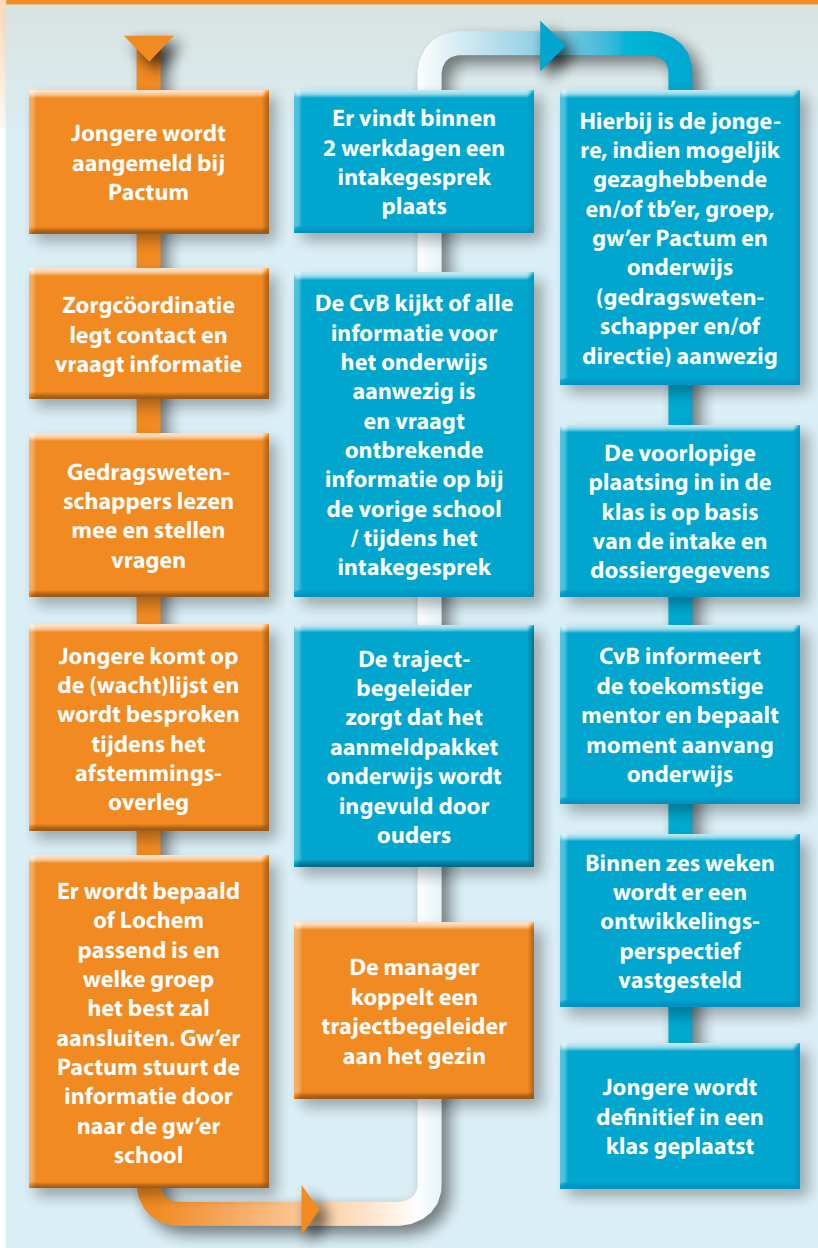 Jongere wordt
aangemeld bij
Pactum
Zorgcöordinatie
legt contact en
vraagt informatie
Gedragsweten-
schappers lezen
mee en stellen
vragen
Jongere komt op
de (wacht)lijst en
wordt besproken
tijdens het
afstemmings-
overleg
Er wordt bepaald
of Lochem
passend is en
welke groep
het best zal
aansluiten. Gw’er
Pactum stuurt de
informatie door
naar de gw’er
school
De manager
koppelt een
trajectbegeleider
aan het gezin
De traject-
begeleider
zorgt dat het
aanmeldpakket
onderwijs wordt
ingevuld door
ouders
De CvB kijkt of alle
informatie voor
het onderwijs
aanwezig is
en vraagt
ontbrekende
informatie op bij
de vorige school
/ tijdens het
intakegesprek
Er vindt binnen
2 werkdagen een
intakegesprek
plaats
Hierbij is de jonge-
re, indien mogelijk
gezaghebbende
en/of tb’er, groep,
gw’er Pactum en
onderwijs
(gedragsweten-
schapper en/of
directie) aanwezig
De voorlopige
plaatsing in in de
klas is op basis
van de intake en
dossiergegevens
CvB informeert
de toekomstige
mentor en bepaalt
moment aanvang
onderwijs
Binnen zes weken
wordt er een
ontwikkelings-
perspectief
vastgesteld
Jongere wordt
definitief in een
klas geplaatst